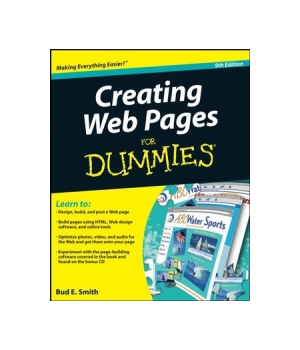 Making Everything Easier!™
9th Edition
Creating
Web Pages
FOR
DUMMIES®
Learn to:
• Design, build, and post a Web page
• Build pages using HTML, Web design
software, and online tools
• Optimize photos, video, and audio for
the Web and get them onto your page
• Experiment with the page-building
software covered in the book and
found on the bonus CD
ABC Water Sports
Bud E. Smith